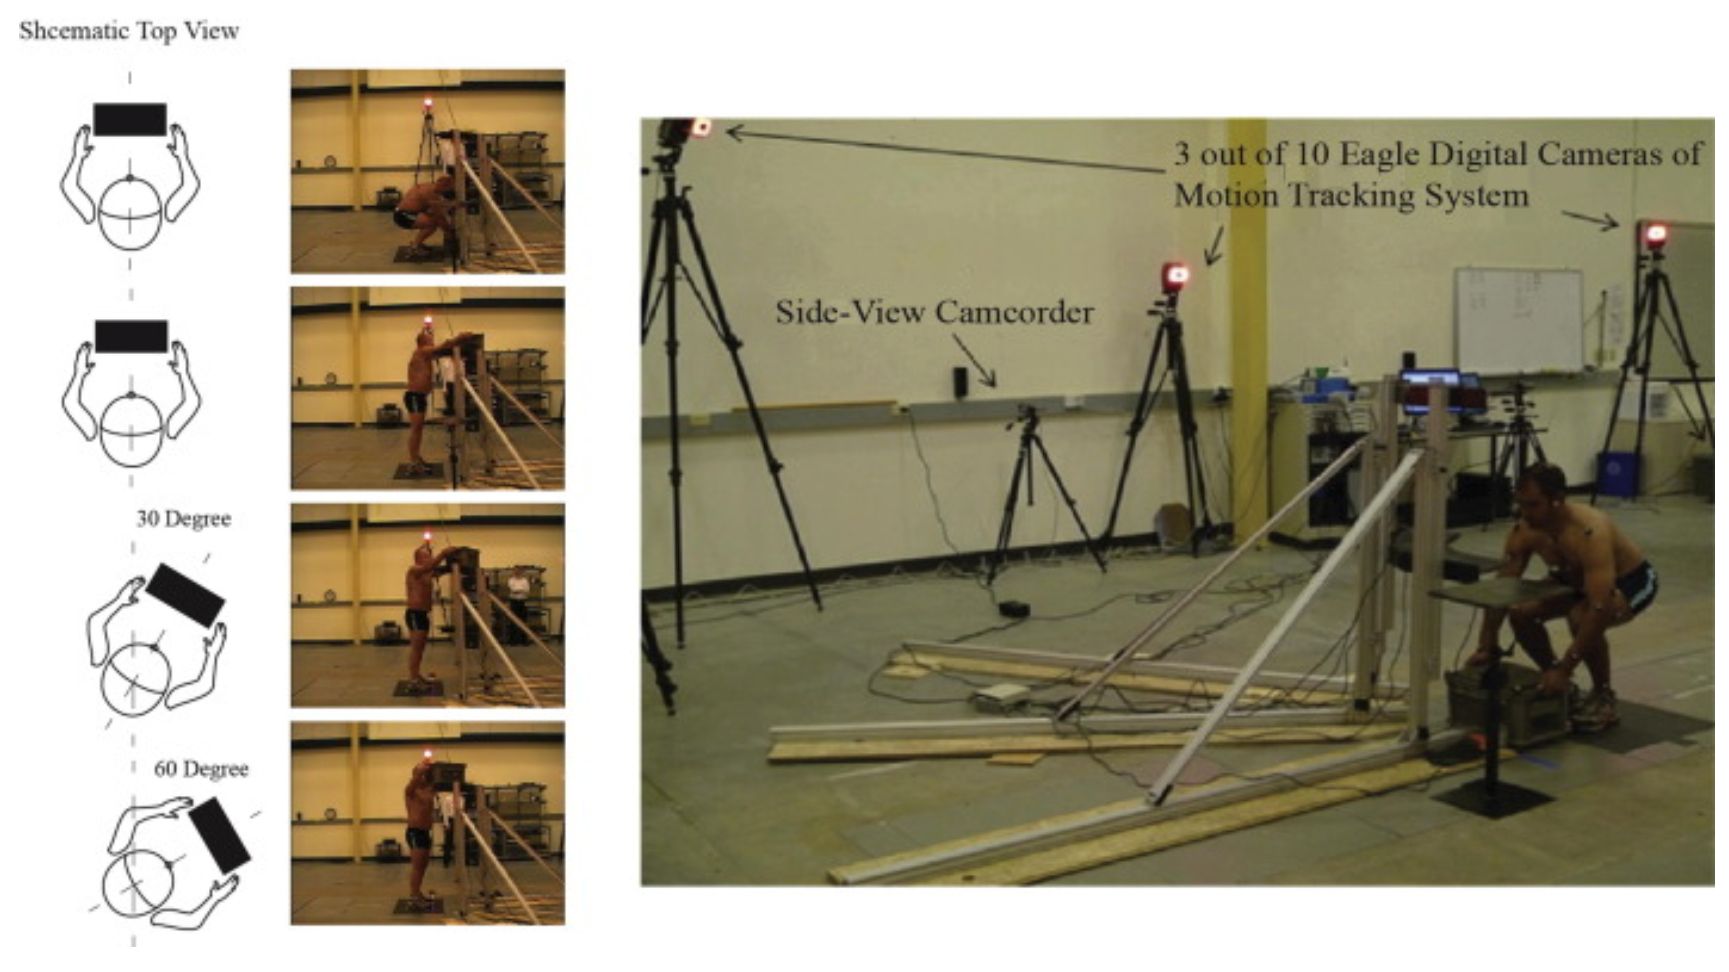 Shcematic Top View
30 Degree
60 Degree
3 out of 10 Eagle Digital Cameras of
Motion Tracking System
Side-View Camcorder